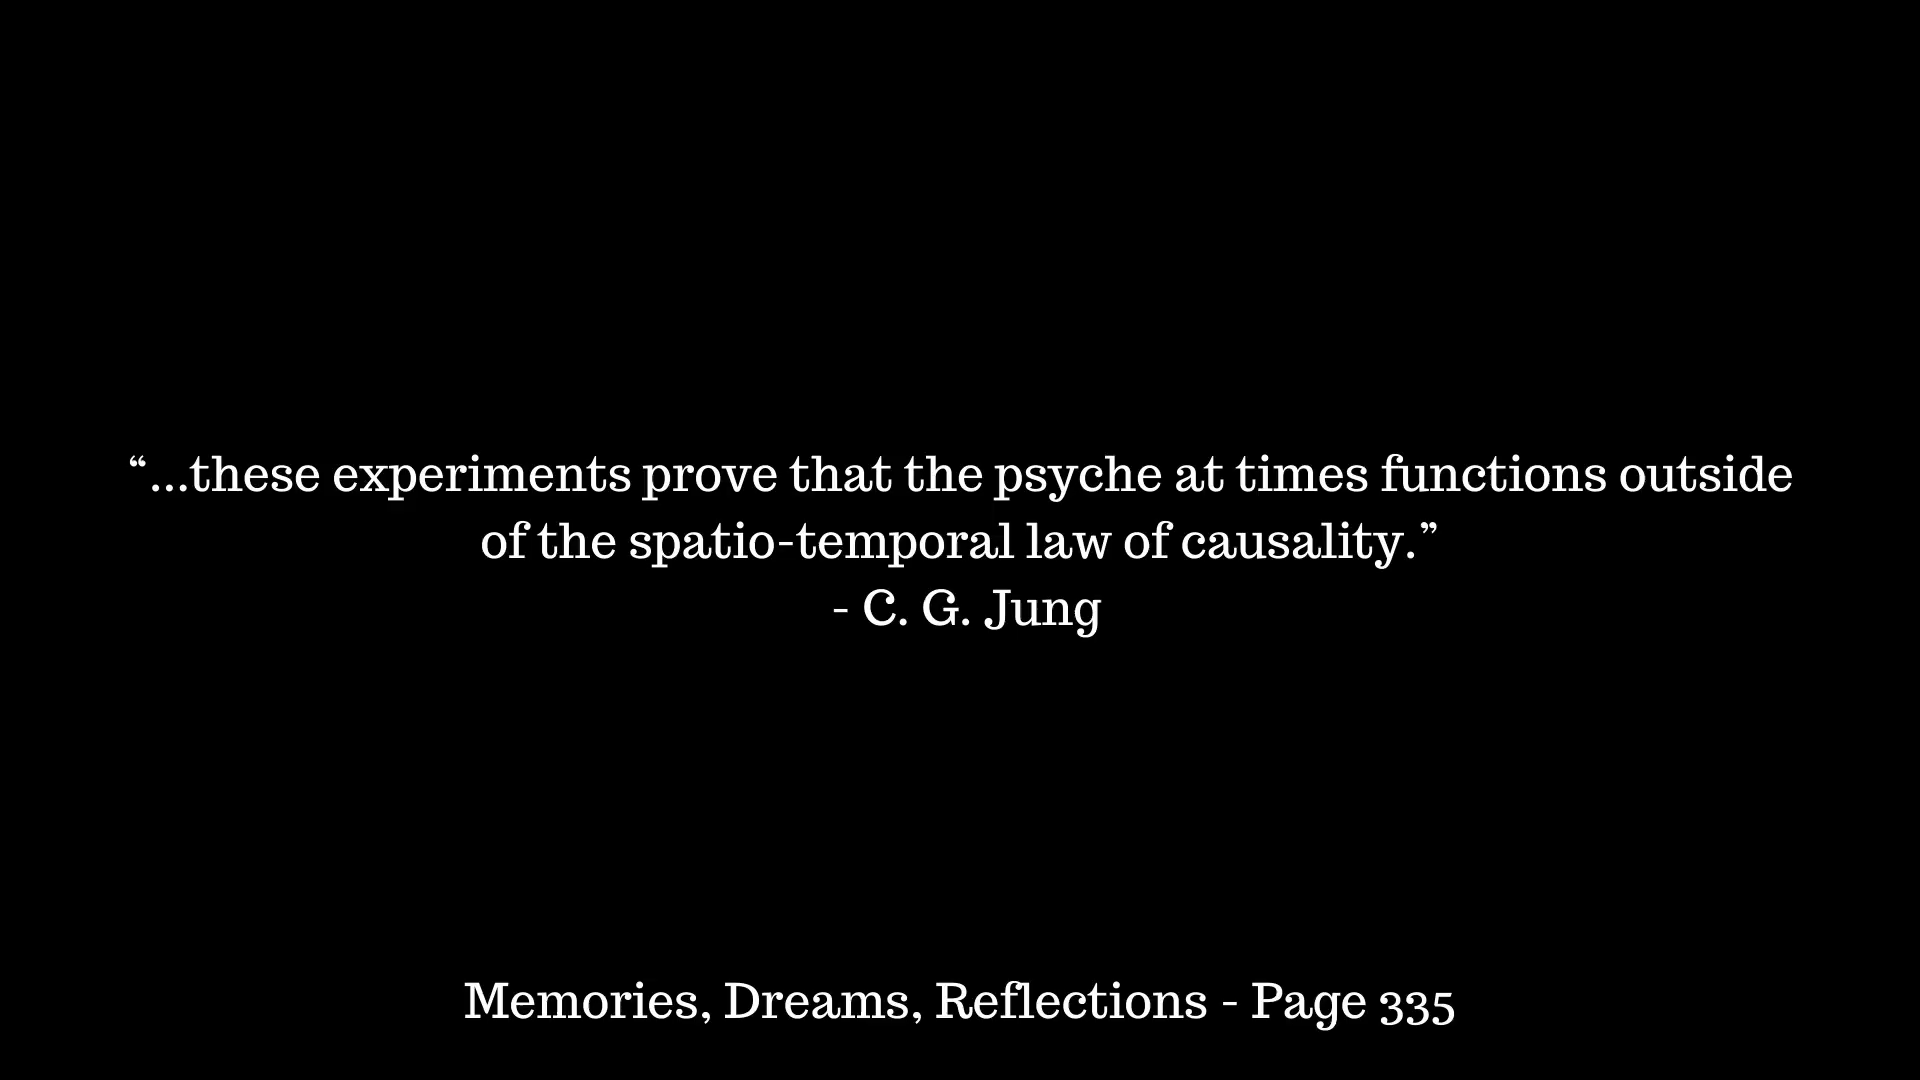 “...these experiments prove that the psyche at times functions outside
of the spatio-temporal law of causality.”
- C. G. Jung
Memories, Dreams, Reflections - Page 335